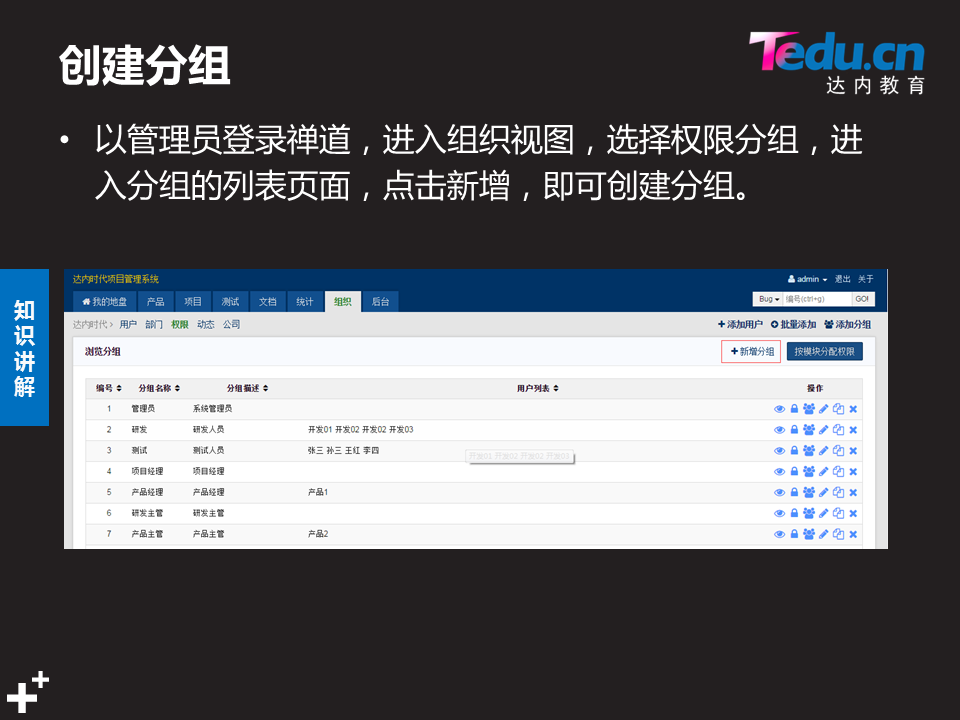 创建分组
Tedu.cn
达内教育
• 以管理员登录禅道，进入组织视图，选择权限分组，进
入分组的列表页面，点击新增，即可创建分组。
知识讲解
达内时代项目管理系统 admin 退出 关于
我的地盘 产品 项目 测试 文档 统计 组织 后台 Bug 编号(ctrl+g) GO!
达内时代 > 用户 部门 权限 动态 公司 添加用户 批量添加 添加分组
浏览分组 新增分组 按模块分配权限
编号 分组名称 分组描述 用户列表 操作
1 管理员 系统管理员
2 研发 研发人员 开发01 开发02 开发02 开发03
3 测试 测试人员 张三 孙三 王红 李四
开发01 开发02 开发02 开发03
4 项目经理 项目经理
5 产品经理 产品经理 产品1
6 研发主管 研发主管
7 产品主管 产品主管 产品2